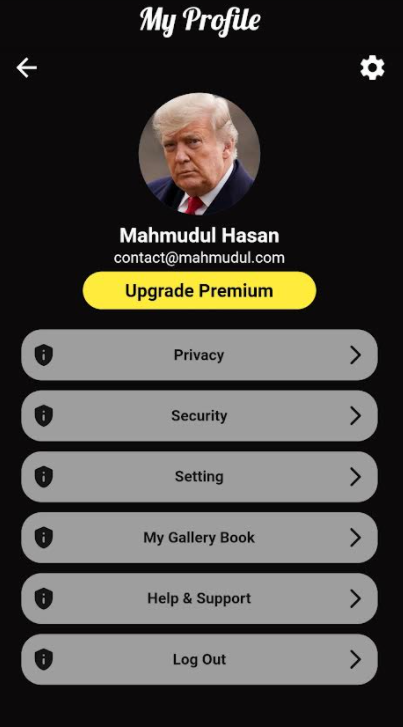 My Profile
Mahmudul Hasan
contact@mahmudul.com
Upgrade Premium
Privacy
Security
Setting
My Gallery Book
Help & Support
Log Out